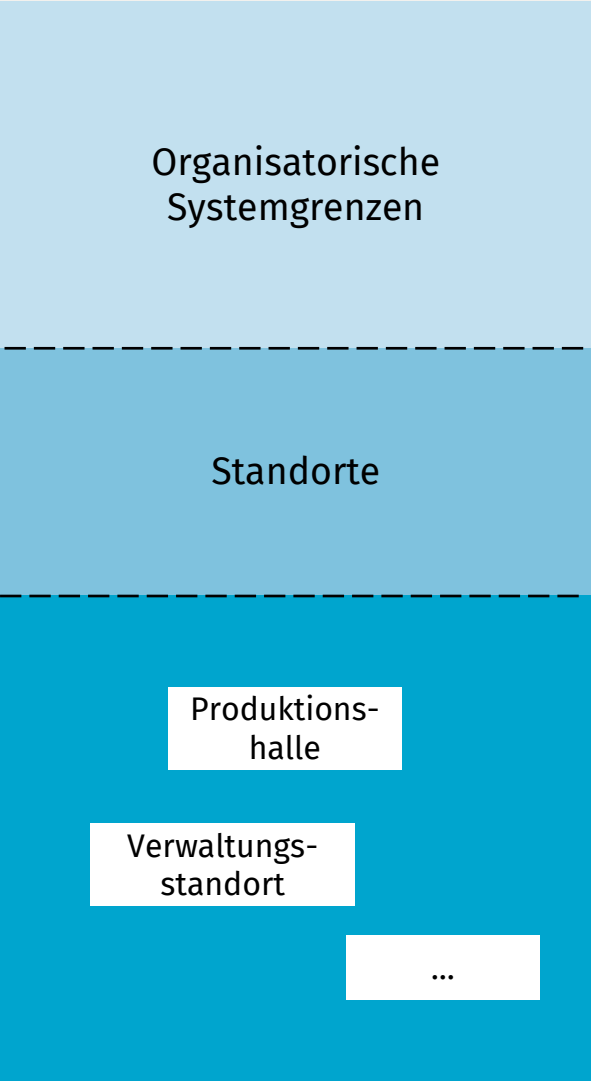 Organisatorische
Systemgrenzen
Standorte
Produktions-
halle
Verwaltungs-
standort
...